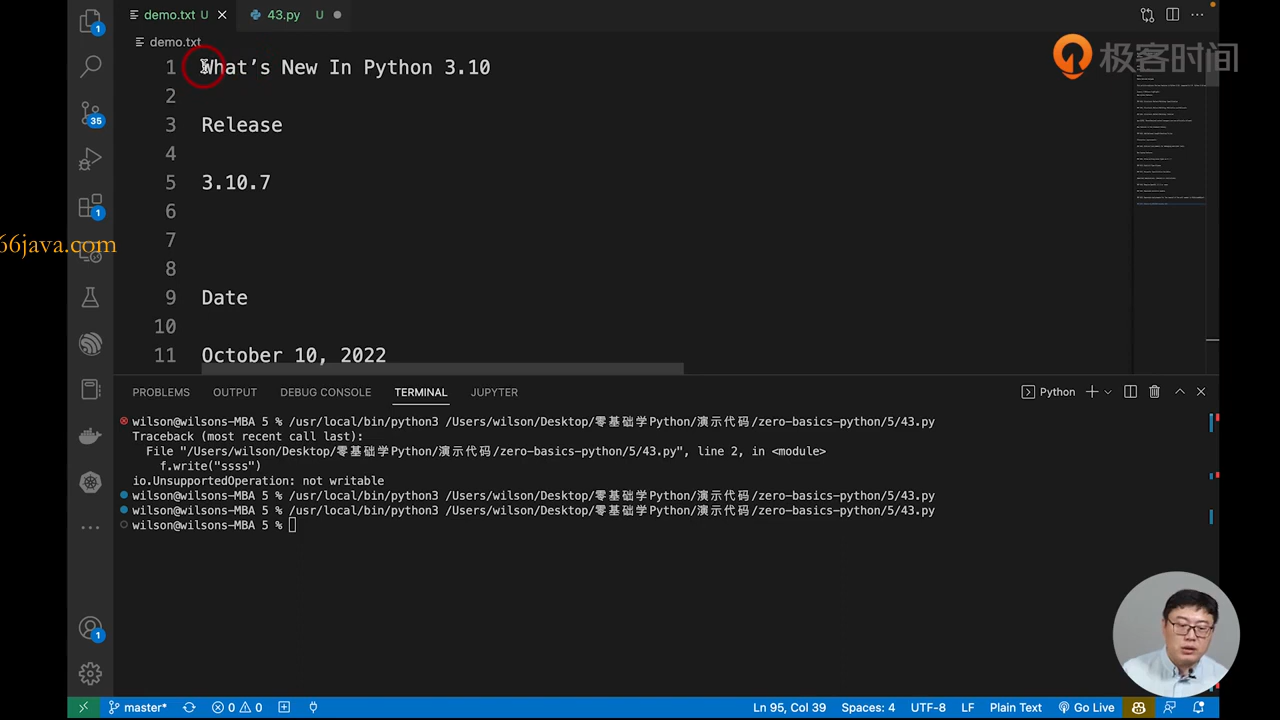 demo.txt U
43.py U
demo.txt
极客时间
1 What’s New In Python 3.10
2
3 Release
4
5 3.10.7
6
7
8
9 Date
10
11 October 10, 2022
1
35
1
66java.com
1
PROBLEMS OUTPUT DEBUG CONSOLE TERMINAL JUPYTER Python
wilson@wilsons-MBA 5 % /usr/local/bin/python3 /Users/wilson/Desktop/零基础学Python/演示代码/zero-basics-python/5/43.py
Traceback (most recent call last):
File "/Users/wilson/Desktop/零基础学Python/演示代码/zero-basics-python/5/43.py", line 2, in <module>
f.write("ssss")
io.UnsupportedOperation: not writable
wilson@wilsons-MBA 5 % /usr/local/bin/python3 /Users/wilson/Desktop/零基础学Python/演示代码/zero-basics-python/5/43.py
wilson@wilsons-MBA 5 % /usr/local/bin/python3 /Users/wilson/Desktop/零基础学Python/演示代码/zero-basics-python/5/43.py
wilson@wilsons-MBA 5 %
master* 0 0 Ln 95, Col 39 Spaces: 4 UTF-8 LF Plain Text Go Live